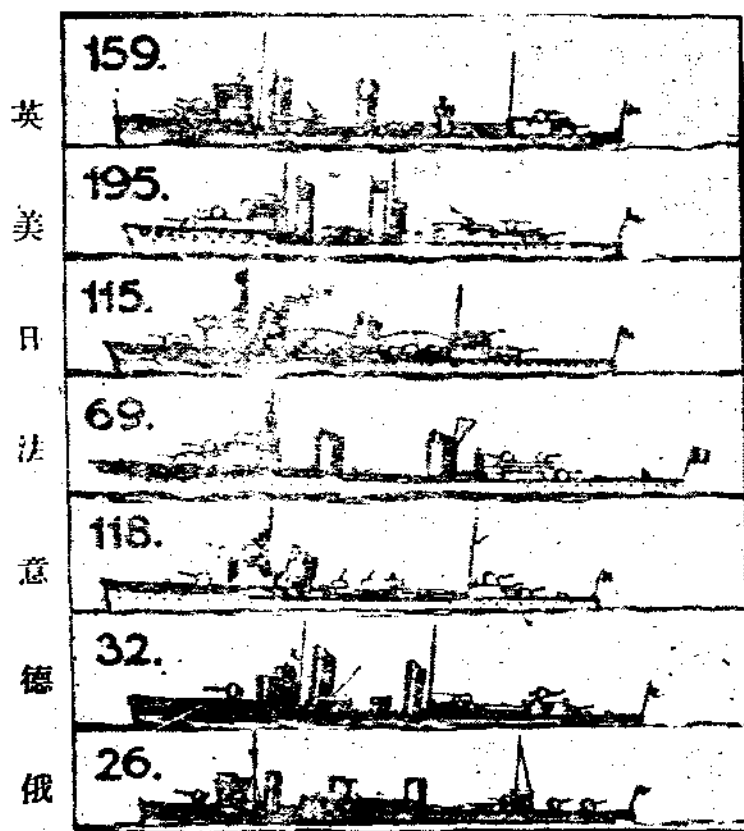 英 159.
美 195.
日 115.
法 69.
意 118.
德 32.
俄 26.